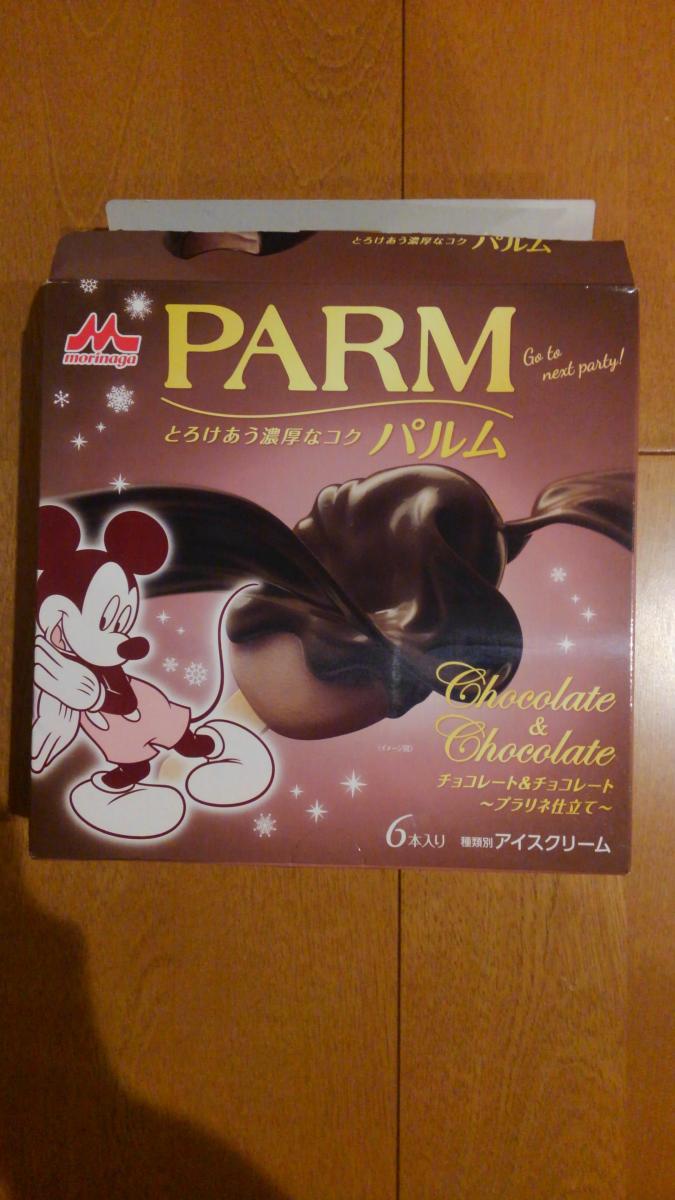 とろけあう濃厚なコク パルム
morinaga
PARM
Go to
next party!
とろけあう濃厚なコク パルム
Chocolate
&
Chocolate
チョコレート&チョコレート
〜プラリネ仕立て〜
(イメージ図)
6本入り 種類別 アイスクリーム